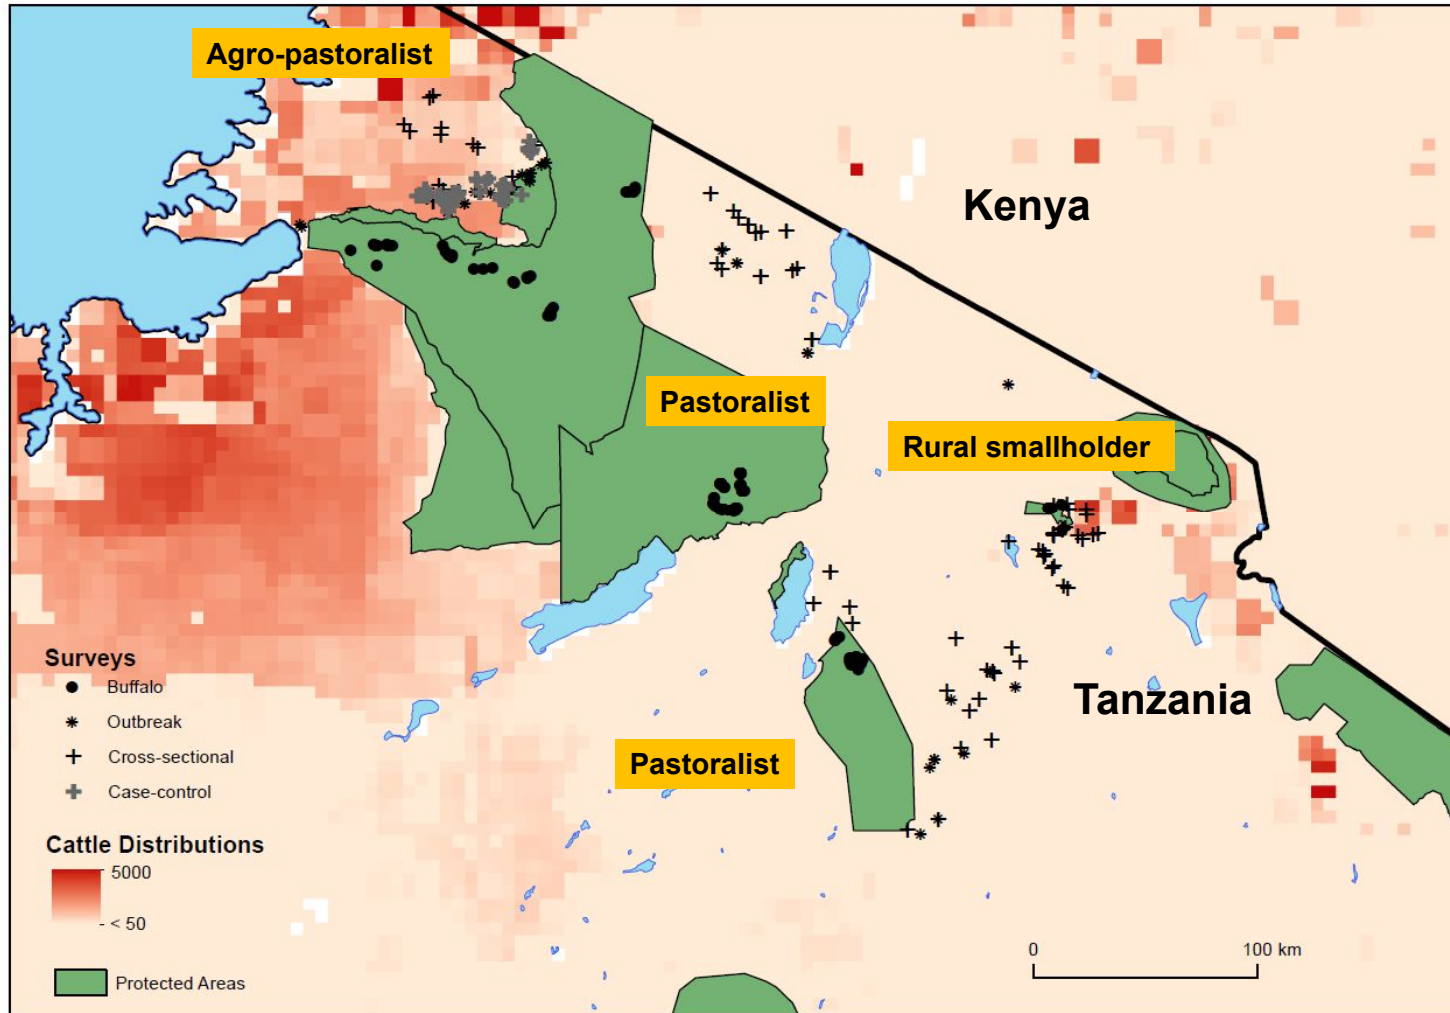 Agro-pastoralist
Kenya
Pastoralist
Rural smallholder
Surveys
Buffalo
Outbreak
Cross-sectional
Case-control
Tanzania
Pastoralist
Cattle Distributions
5000
- < 50
Protected Areas
0 100 km